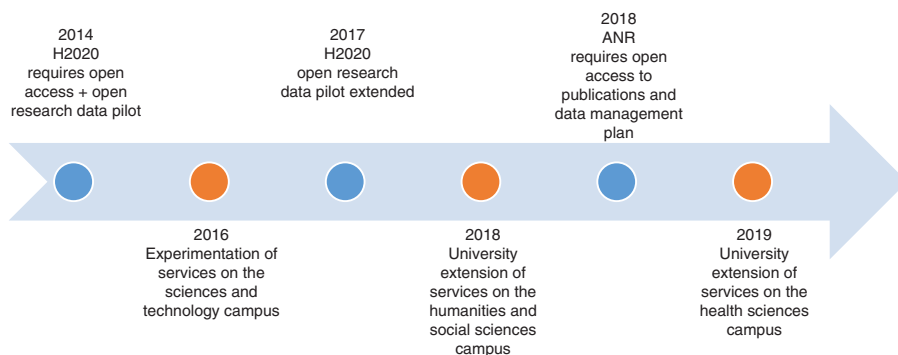 2014
H2020
requires open
access + open
research data pilot
2016
Experimentation of
services on the
sciences and
technology campus
2017
H2020
open research
data pilot extended
2018
University
extension of
services on the
humanities and
social sciences
campus
2018
ANR
requires open
access to
publications and
data management
plan
2019
University
extension of
services on the
health sciences
campus